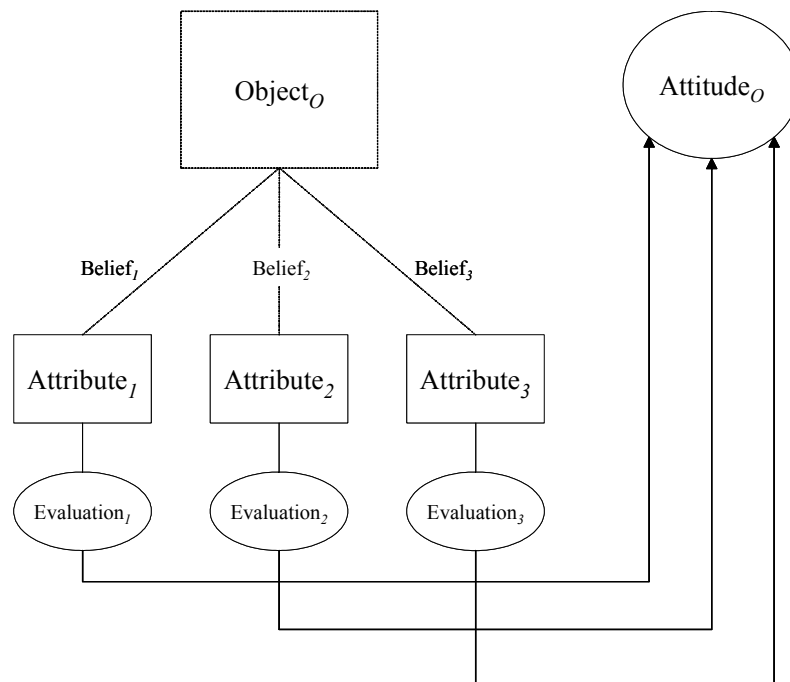 Object_O
Attitude_O
Belief_1
Belief_2
Belief_3
Attribute_1
Attribute_2
Attribute_3
Evaluation_1
Evaluation_2
Evaluation_3